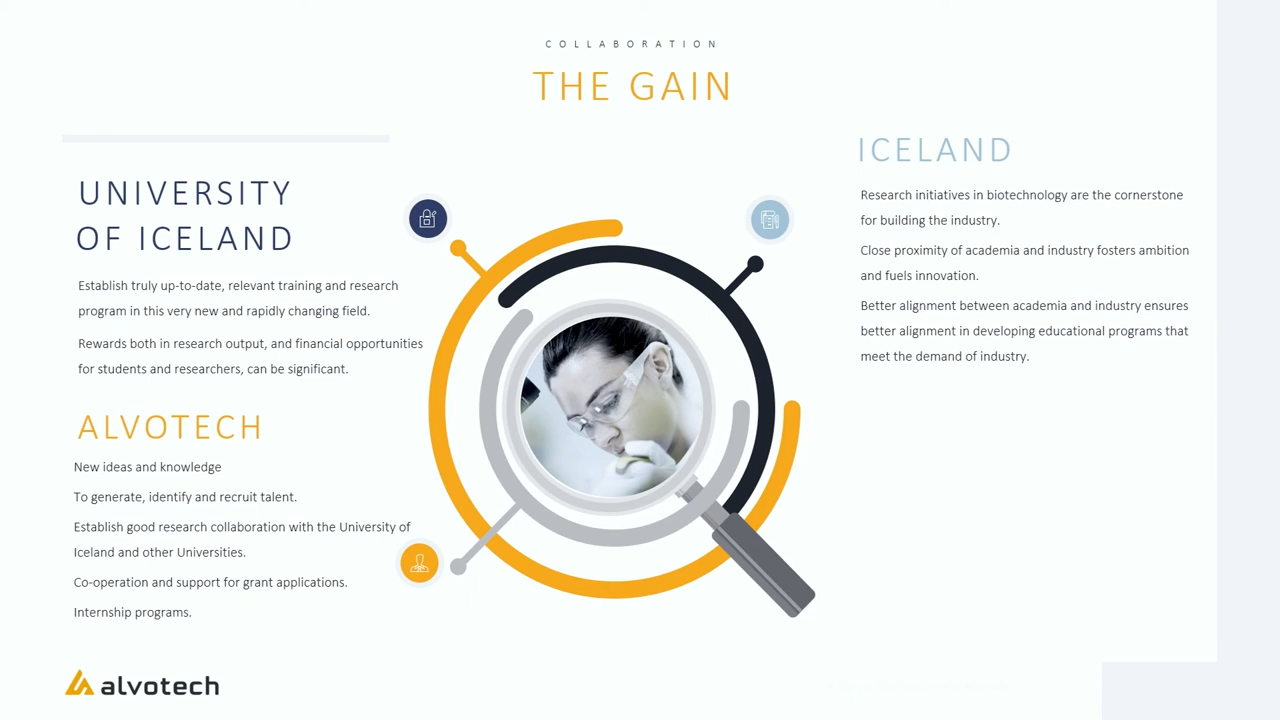 COLLABORATION
THE GAIN
UNIVERSITY
OF ICELAND
Establish truly up-to-date, relevant training and research
program in this very new and rapidly changing field.
Rewards both in research output, and financial opportunities
for students and researchers, can be significant.
ALVOTECH
New ideas and knowledge
To generate, identify and recruit talent.
Establish good research collaboration with the University of
Iceland and other Universities.
Co-operation and support for grant applications.
Internship programs.
ICELAND
Research initiatives in biotechnology are the cornerstone
for building the industry.
Close proximity of academia and industry fosters ambition
and fuels innovation.
Better alignment between academia and industry ensures
better alignment in developing educational programs that
meet the demand of industry.
alvotech